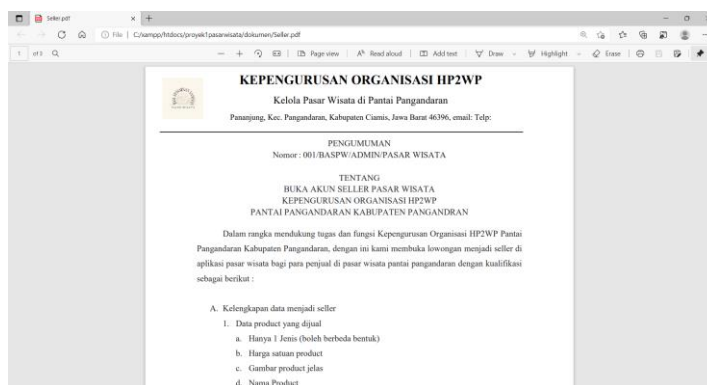 Seller.pdf
File | C:/xampp/htdocs/proyek1pasarwisata/dokumen/Seller.pdf
1 of 3 Page view | Read aloud | Add text | Draw Highlight Erase
KEPENGURUSAN ORGANISASI HP2WP
Kelola Pasar Wisata di Pantai Pangandaran
Pananjung, Kec. Pangandaran, Kabupaten Ciamis, Jawa Barat 46396, email: Telp:
PENGUMUMAN
Nomor : 001/BASPW/ADMIN/PASAR WISATA
TENTANG
BUKA AKUN SELLER PASAR WISATA
KEPENGURUSAN ORGANISASI HP2WP
PANTAI PANGANDARAN KABUPATEN PANGANDRAN
Dalam rangka mendukung tugas dan fungsi Kepengurusan Organisasi HP2WP Pantai
Pangandaran Kabupaten Pangandaran, dengan ini kami membuka lowongan menjadi seller di
aplikasi pasar wisata bagi para penjual di pasar wisata pantai pangandaran dengan kualifikasi
sebagai berikut :
A. Kelengkapan data menjadi seller
1. Data product yang dijual
a. Hanya 1 Jenis (boleh berbeda bentuk)
b. Harga satuan product
c. Gambar product jelas
d. Nama Product